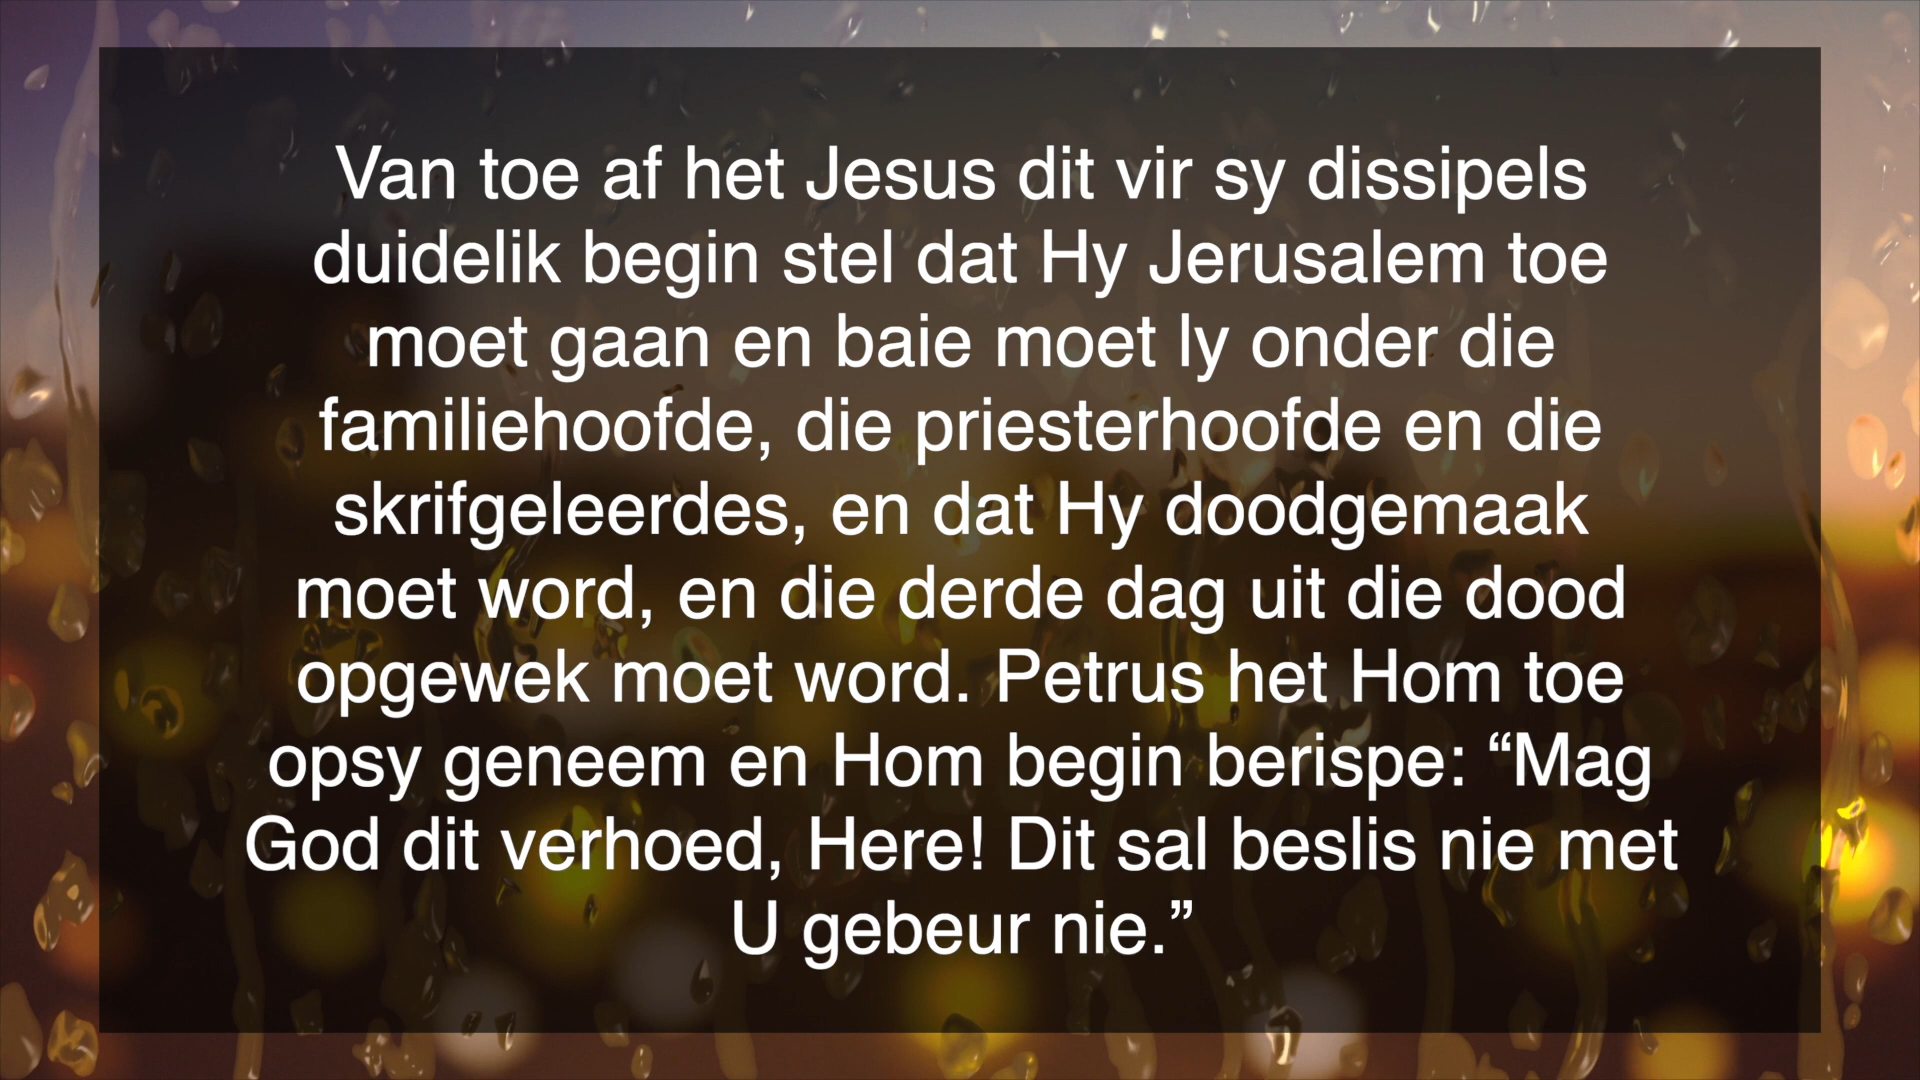 Van toe af het Jesus dit vir sy dissipels
duidelik begin stel dat Hy Jerusalem toe
moet gaan en baie moet ly onder die
familiehoofde, die priesterhoofde en die
skrifgeleerdes, en dat Hy doodgemaak
moet word, en die derde dag uit die dood
opgewek moet word. Petrus het Hom toe
opsy geneem en Hom begin berispe: “Mag
God dit verhoed, Here! Dit sal beslis nie met
U gebeur nie.”